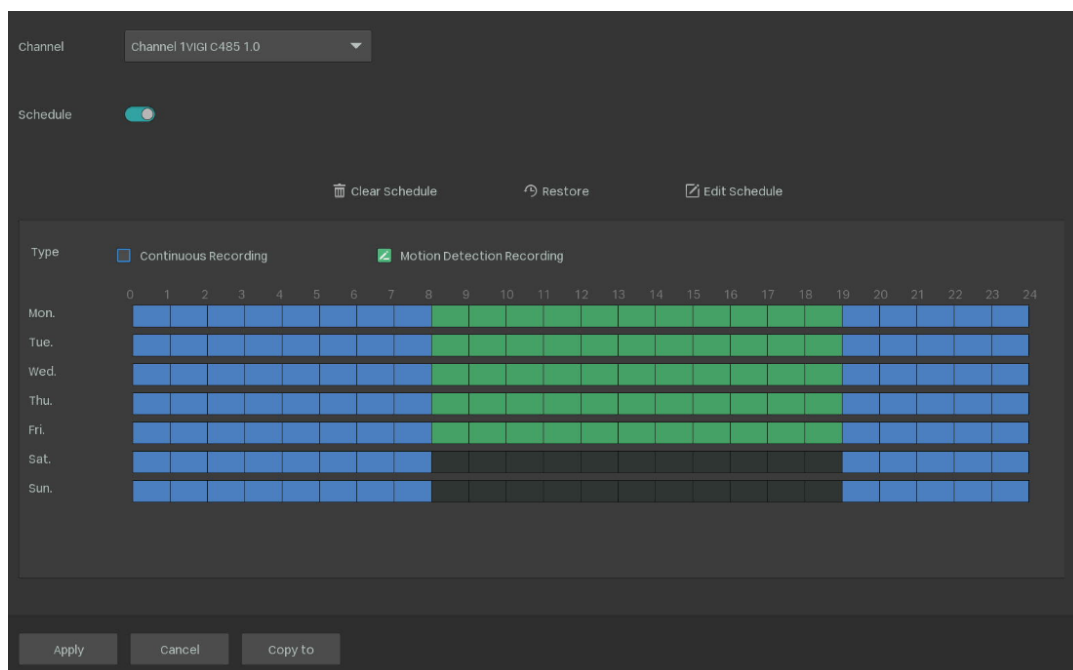 Channel Channel 1VIGI C485 1.0
Schedule
Clear Schedule Restore Edit Schedule
Type Continuous Recording Motion Detection Recording
0 1 2 3 4 5 6 7 8 9 10 11 12 13 14 15 16 17 18 19 20 21 22 23 24
Mon.
Tue.
Wed.
Thu.
Fri.
Sat.
Sun.
Apply Cancel Copy to